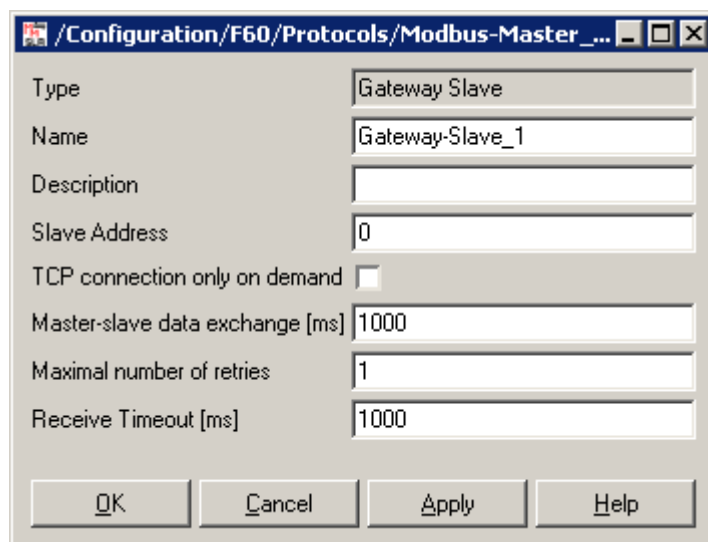 /Configuration/F60/Protocols/Modbus-Master_...
Type Gateway Slave
Name Gateway-Slave_1
Description
Slave Address 0
TCP connection only on demand
Master-slave data exchange [ms] 1000
Maximal number of retries 1
Receive Timeout [ms] 1000
OK Cancel Apply Help